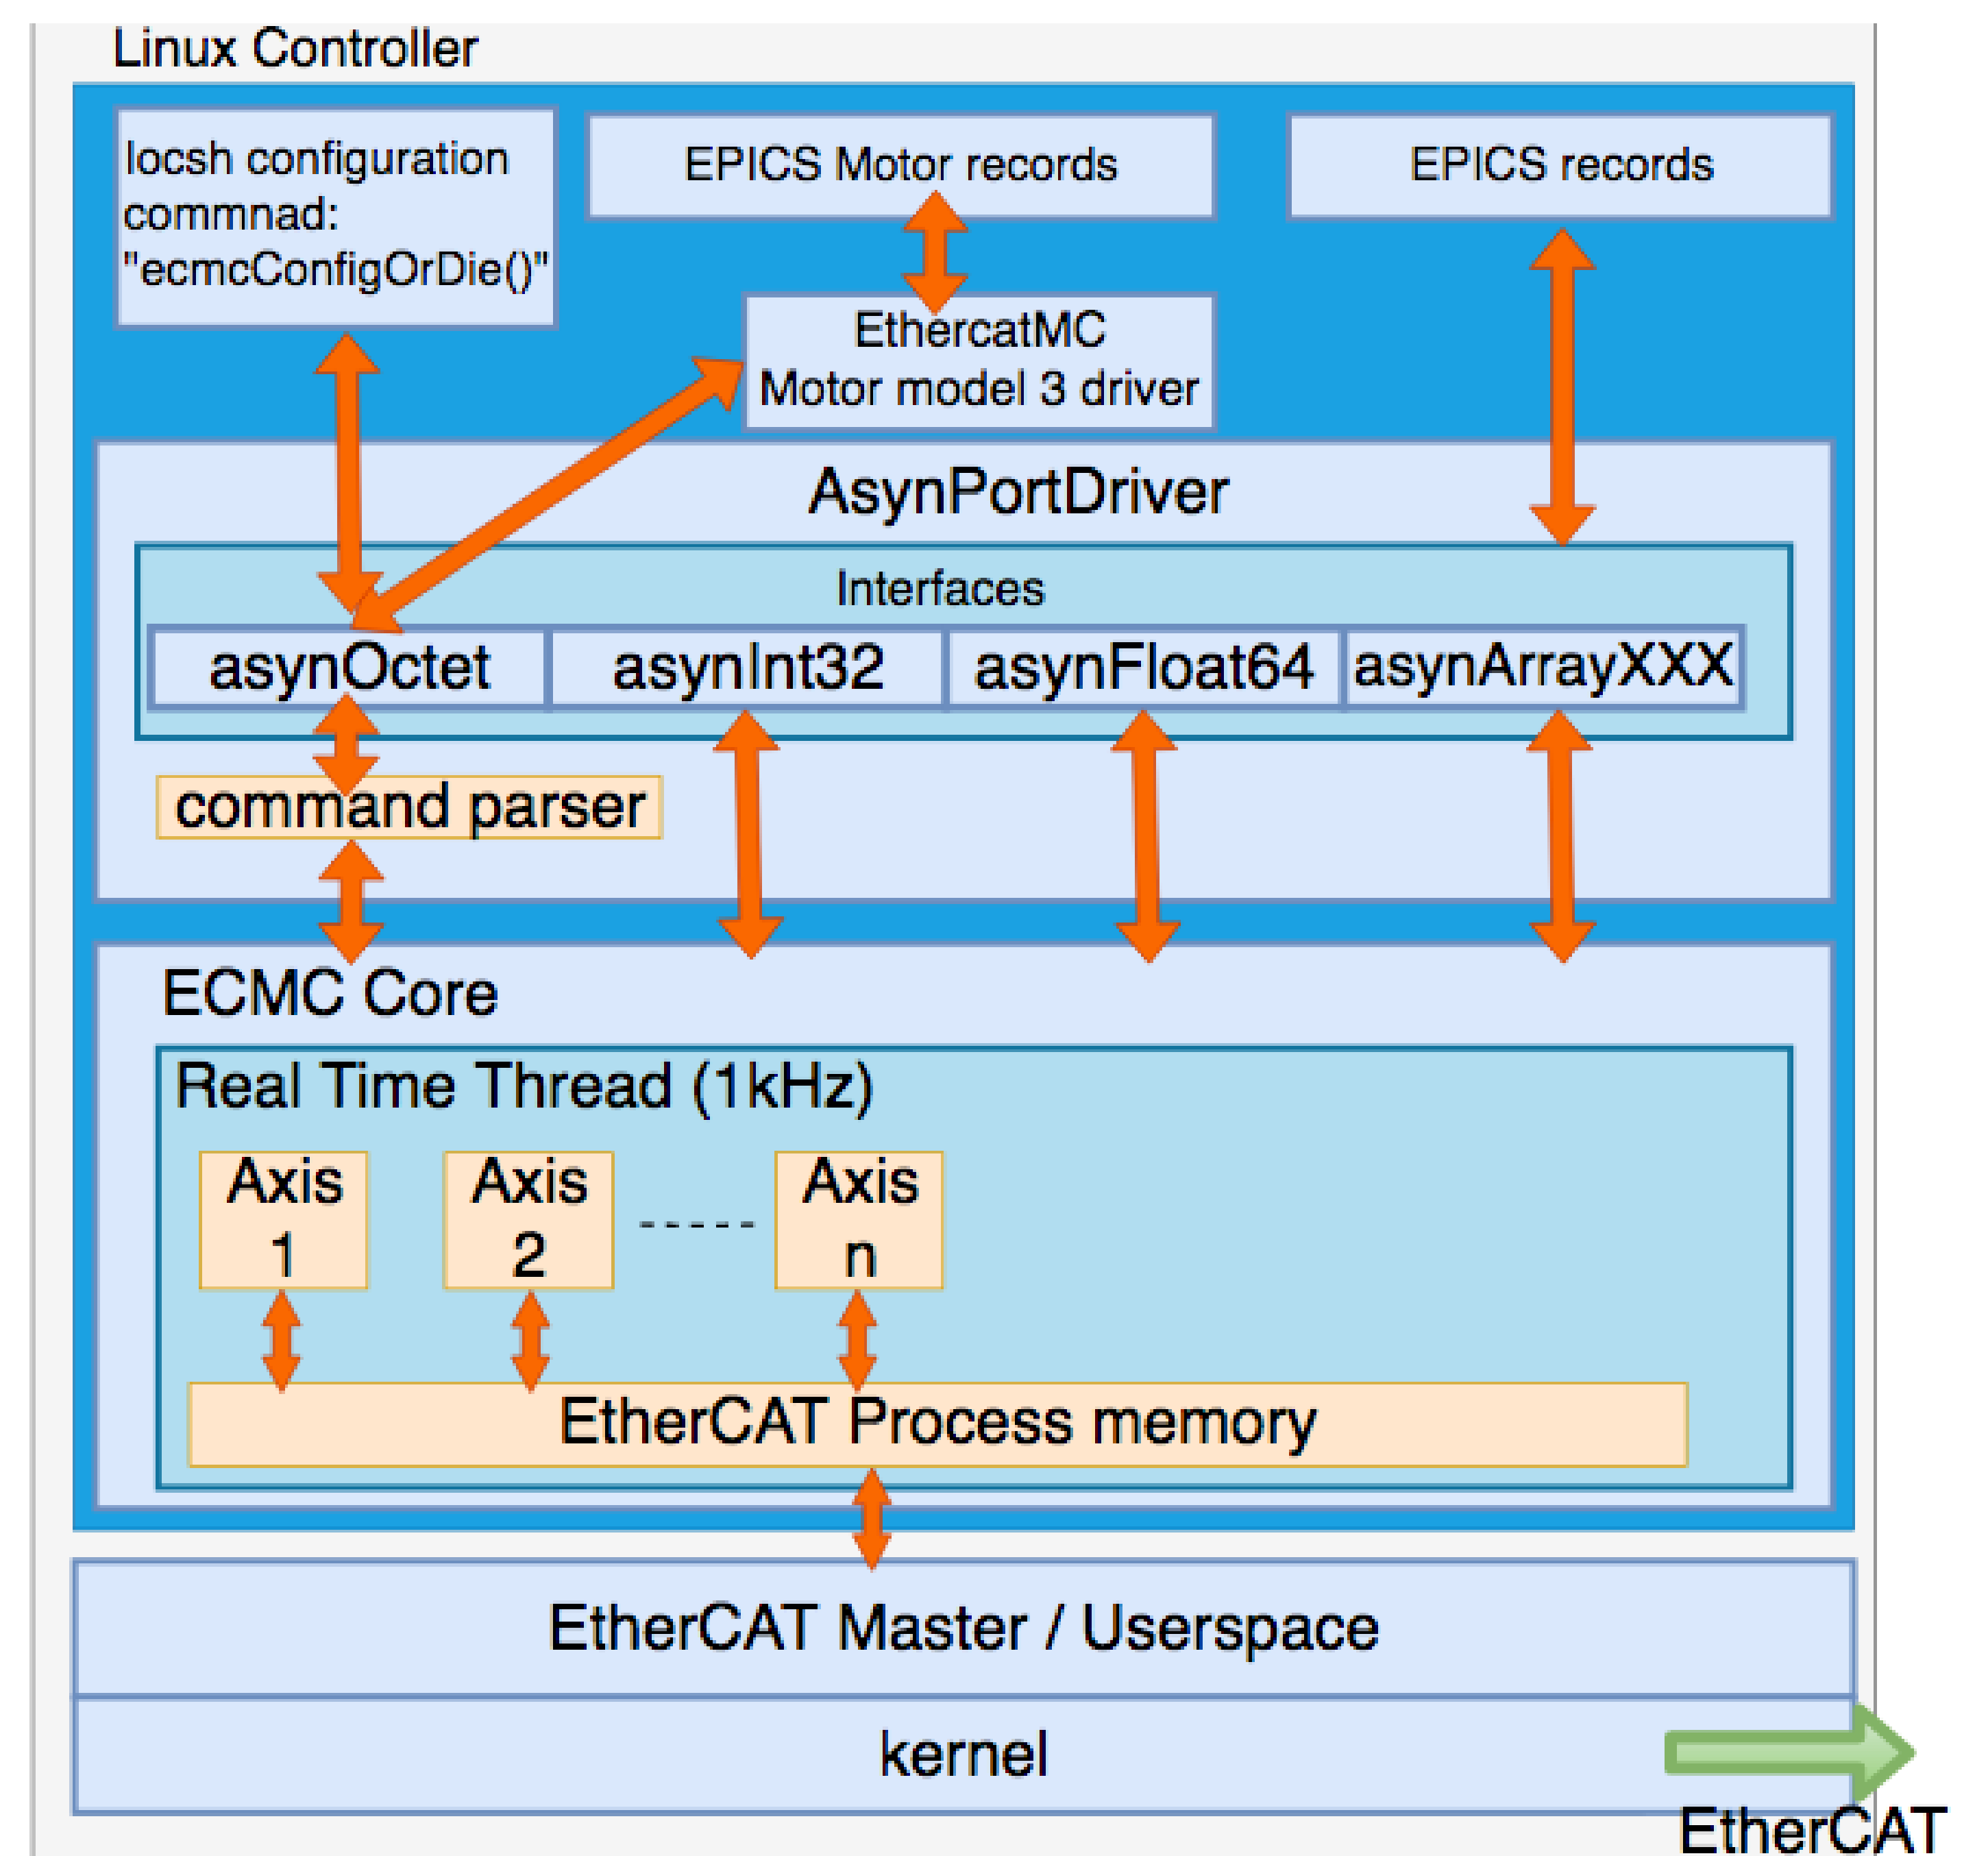 Linux Controller
Iocsh configuration
commnad:
"ecmcConfigOrDie()"
EPICS Motor records
EPICS records
EthercatMC
Motor model 3 driver
AsynPortDriver
Interfaces
asynOctet
asynInt32
asynFloat64
asynArrayXXX
command parser
ECMC Core
Real Time Thread (1kHz)
Axis
1
Axis
2
-----
Axis
n
EtherCAT Process memory
EtherCAT Master / Userspace
kernel
EtherCAT